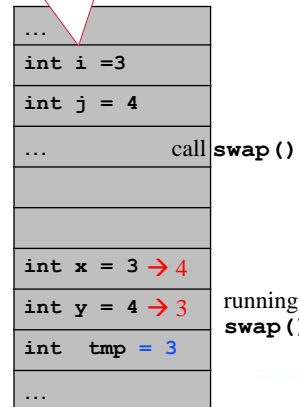 ...
int i =3
int j = 4
... call swap()
int x = 3 → 4
int y = 4 → 3
running
swap()
int tmp = 3
...